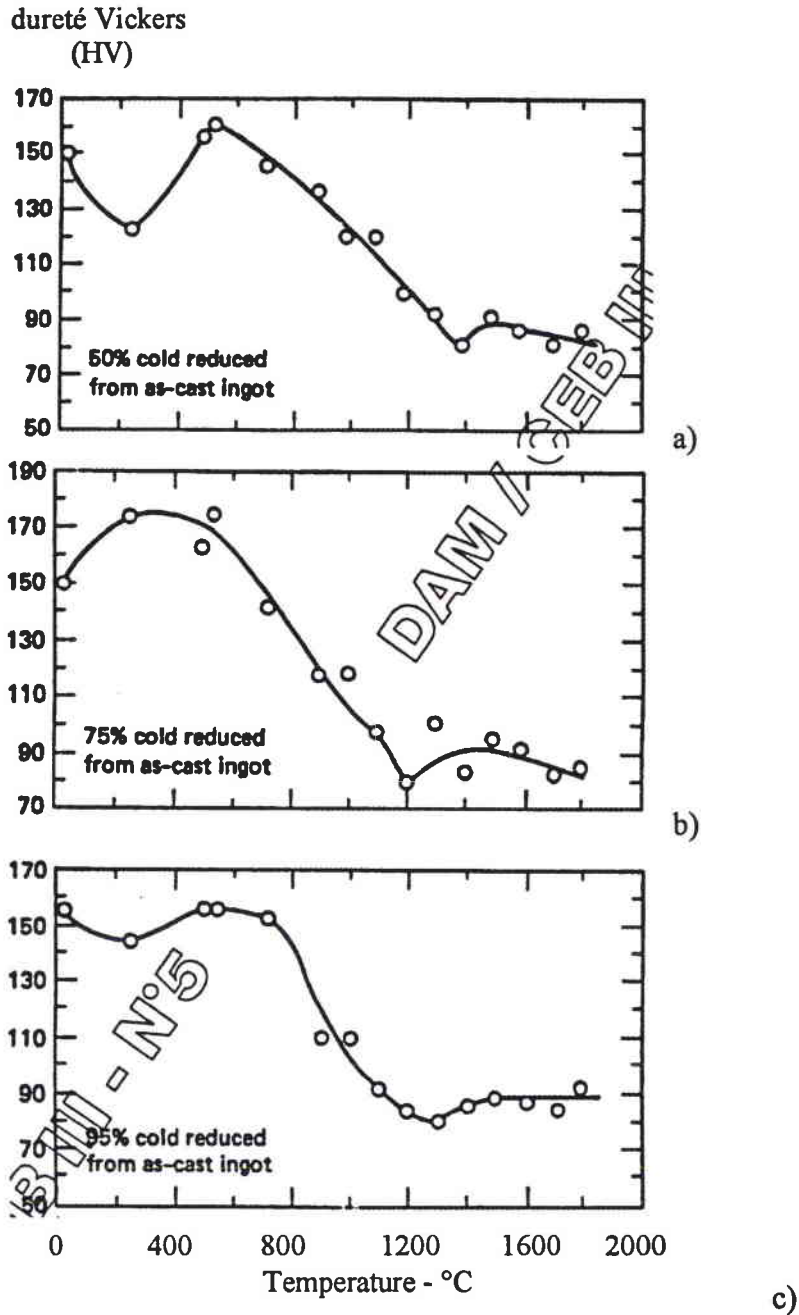 dureté Vickers
(HV)
170
150
130
110
90
70
50
50% cold reduced
from as-cast ingot
a)
190
170
150
130
110
90
70
75% cold reduced
from as-cast ingot
b)
DAM / CEB III
170
150
130
110
90
70
50
95% cold reduced
from as-cast ingot
B III - N°5
0 400 800 1200 1600 2000
Temperature - °C
c)